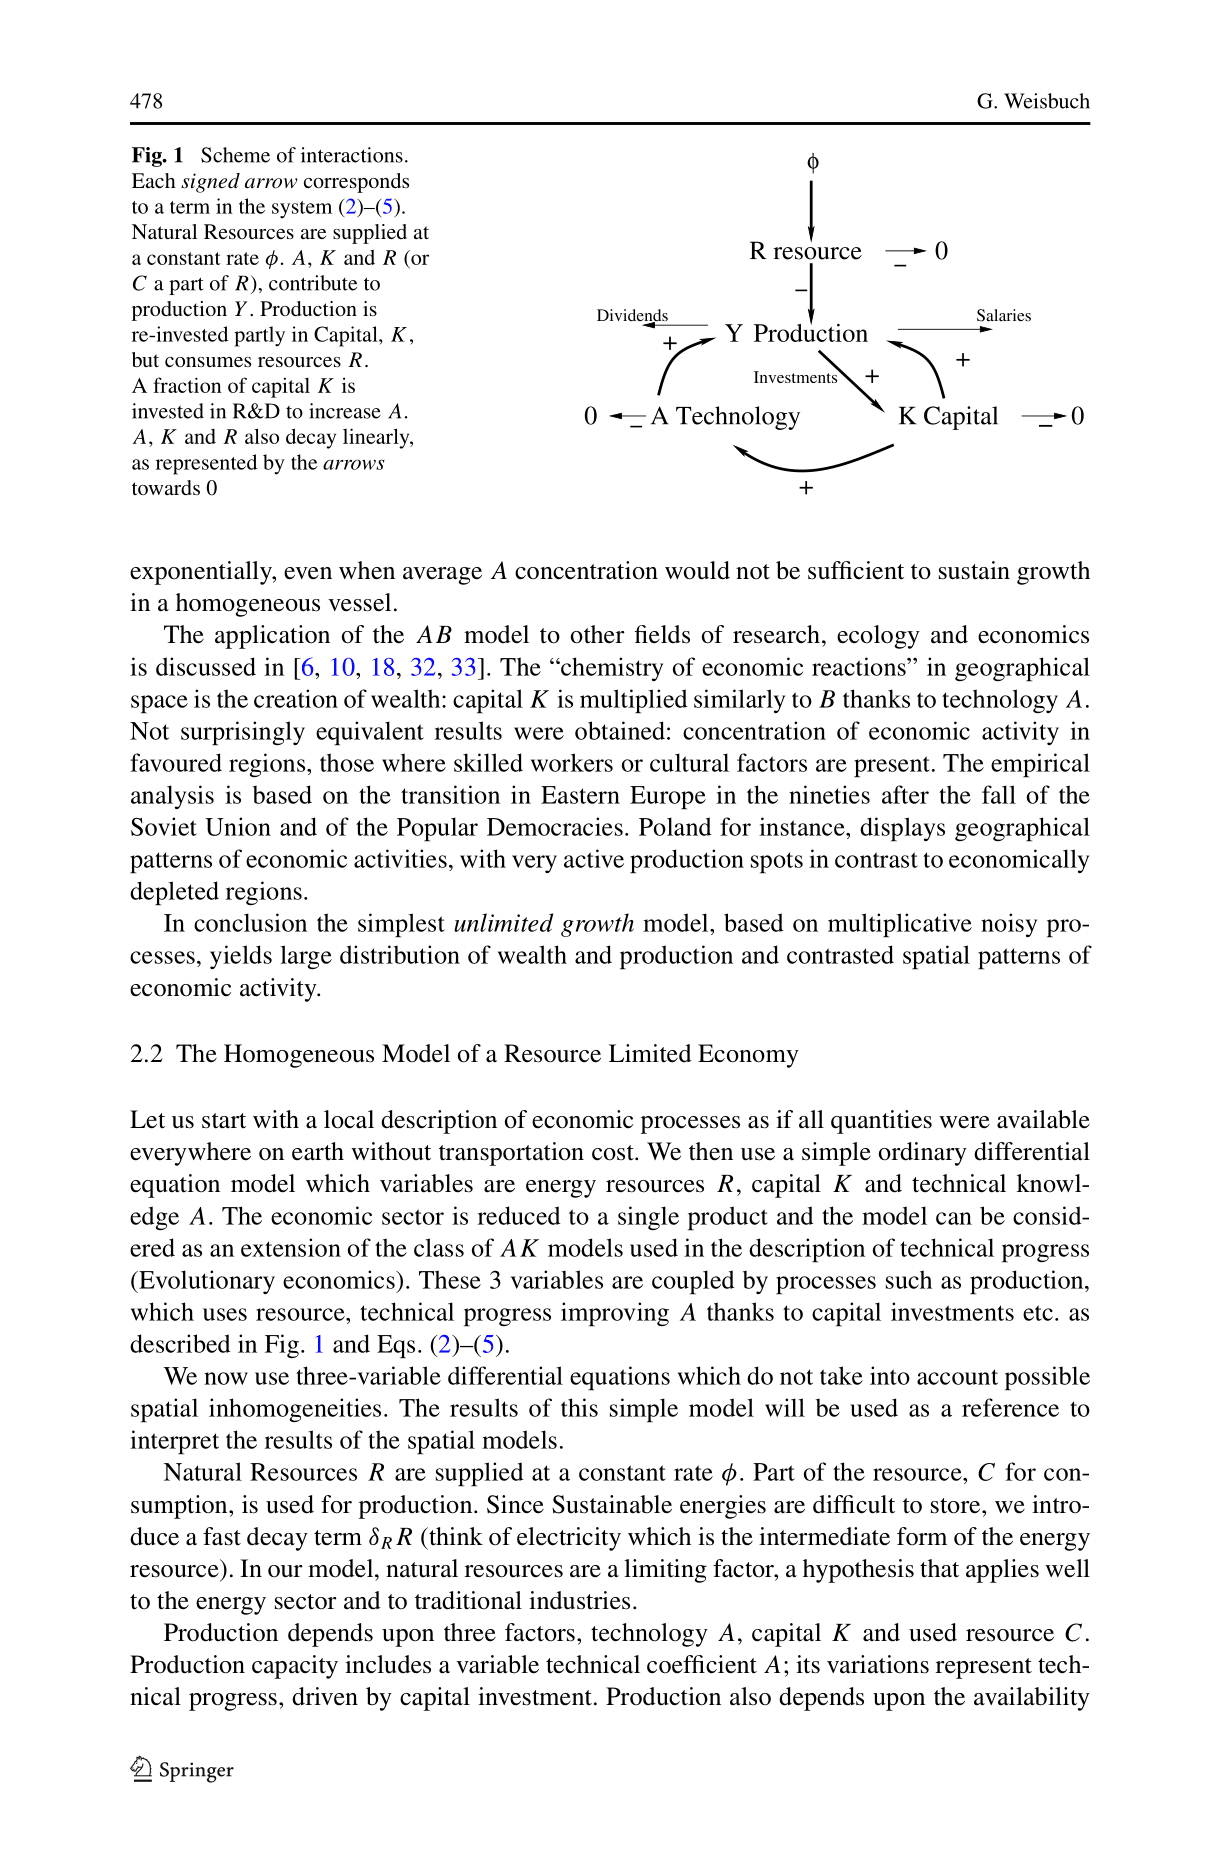 478
G. Weisbuch
Fig. 1 Scheme of interactions.
Each signed arrow corresponds
to a term in the system (2)–(5).
Natural Resources are supplied at
a constant rate ϕ. A, K and R (or
C a part of R), contribute to
production Y. Production is
re-invested partly in Capital, K,
but consumes resources R.
A fraction of capital K is
invested in R&D to increase A.
A, K and R also decay linearly,
as represented by the arrows
towards 0
ϕ
R resource – 0
–
Dividends Salaries
+ Y Production +
Investments +
0 – A Technology K Capital – 0
+
exponentially, even when average A concentration would not be sufficient to sustain growth
in a homogeneous vessel.
The application of the AB model to other fields of research, ecology and economics
is discussed in [6, 10, 18, 32, 33]. The “chemistry of economic reactions” in geographical
space is the creation of wealth: capital K is multiplied similarly to B thanks to technology A.
Not surprisingly equivalent results were obtained: concentration of economic activity in
favoured regions, those where skilled workers or cultural factors are present. The empirical
analysis is based on the transition in Eastern Europe in the nineties after the fall of the
Soviet Union and of the Popular Democracies. Poland for instance, displays geographical
patterns of economic activities, with very active production spots in contrast to economically
depleted regions.
In conclusion the simplest unlimited growth model, based on multiplicative noisy pro-
cesses, yields large distribution of wealth and production and contrasted spatial patterns of
economic activity.
2.2 The Homogeneous Model of a Resource Limited Economy
Let us start with a local description of economic processes as if all quantities were available
everywhere on earth without transportation cost. We then use a simple ordinary differential
equation model which variables are energy resources R, capital K and technical knowl-
edge A. The economic sector is reduced to a single product and the model can be consid-
ered as an extension of the class of AK models used in the description of technical progress
(Evolutionary economics). These 3 variables are coupled by processes such as production,
which uses resource, technical progress improving A thanks to capital investments etc. as
described in Fig. 1 and Eqs. (2)–(5).
We now use three-variable differential equations which do not take into account possible
spatial inhomogeneities. The results of this simple model will be used as a reference to
interpret the results of the spatial models.
Natural Resources R are supplied at a constant rate ϕ. Part of the resource, C for con-
sumption, is used for production. Since Sustainable energies are difficult to store, we intro-
duce a fast decay term δ_R R (think of electricity which is the intermediate form of the energy
resource). In our model, natural resources are a limiting factor, a hypothesis that applies well
to the energy sector and to traditional industries.
Production depends upon three factors, technology A, capital K and used resource C.
Production capacity includes a variable technical coefficient A; its variations represent tech-
nical progress, driven by capital investment. Production also depends upon the availability
Springer